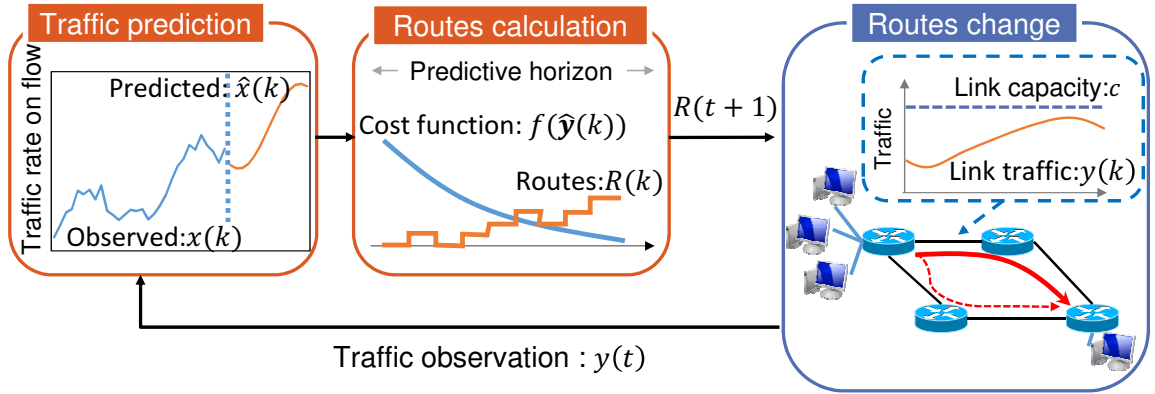 Traffic prediction
Traffic rate on flow
Predicted: x̂(k)
Observed:x(k)
Routes calculation
Predictive horizon
Cost function: f(ŷ(k))
Routes:R(k)
R(t + 1)
Routes change
Link capacity:c
Traffic
Link traffic:y(k)
Traffic observation : y(t)